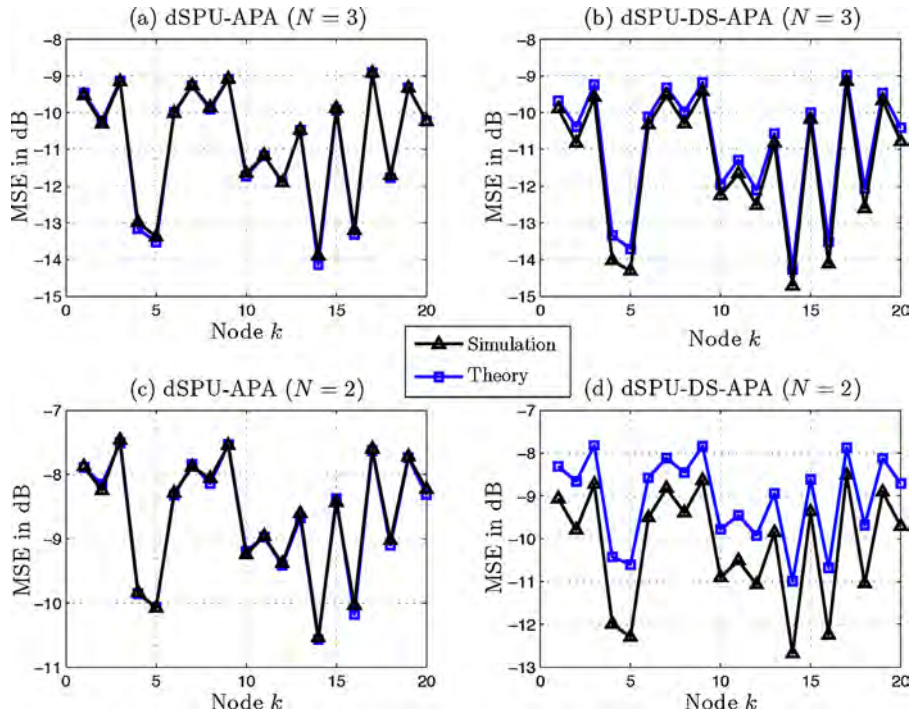 (a) dSPU-APA (N = 3)
MSE in dB
−8
−9
−10
−11
−12
−13
−14
−15
0 5 10 15 20
Node k
(b) dSPU-DS-APA (N = 3)
MSE in dB
−8
−9
−10
−11
−12
−13
−14
−15
0 5 10 15 20
Node k
Simulation
Theory
(c) dSPU-APA (N = 2)
MSE in dB
−7
−8
−9
−10
−11
0 5 10 15 20
Node k
(d) dSPU-DS-APA (N = 2)
MSE in dB
−7
−8
−9
−10
−11
−12
−13
0 5 10 15 20
Node k